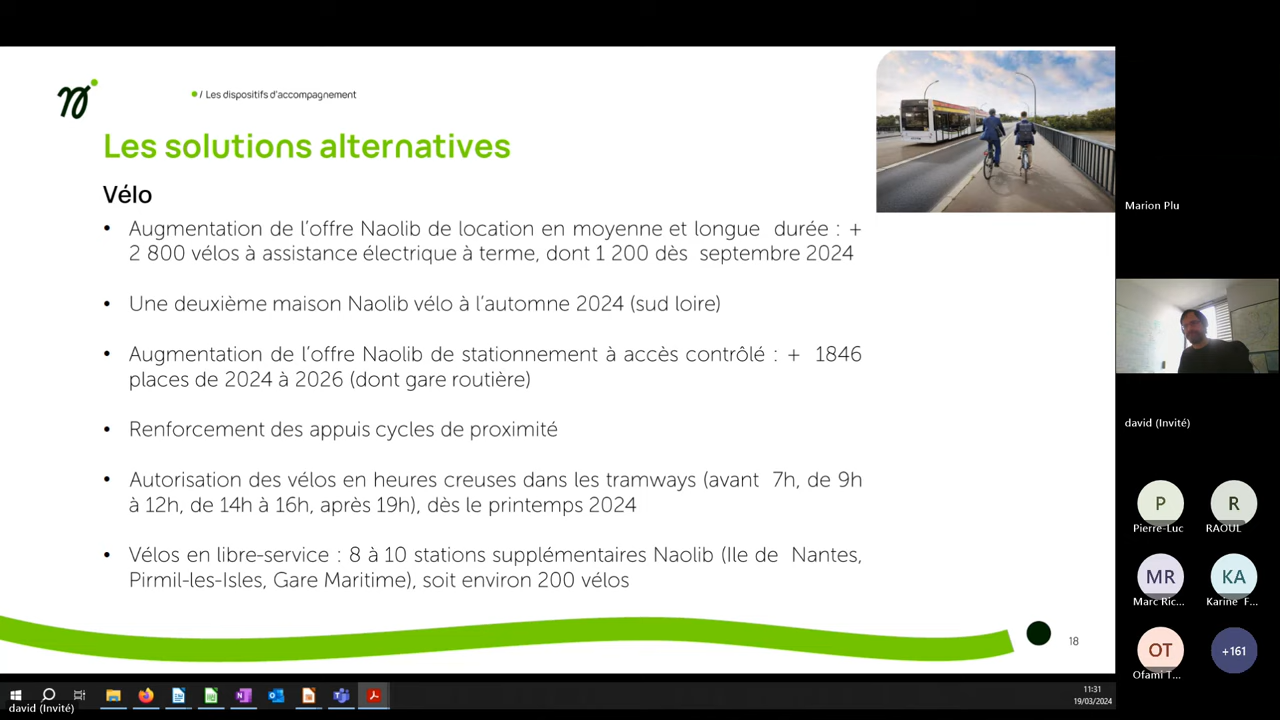 / Les dispositifs d'accompagnement
Les solutions alternatives
Vélo
• Augmentation de l'offre Naolib de location en moyenne et longue durée : +
2 800 vélos à assistance électrique à terme, dont 1 200 dès septembre 2024
• Une deuxième maison Naolib vélo à l'automne 2024 (sud loire)
• Augmentation de l'offre Naolib de stationnement à accès contrôlé : + 1846
places de 2024 à 2026 (dont gare routière)
• Renforcement des appuis cycles de proximité
• Autorisation des vélos en heures creuses dans les tramways (avant 7h, de 9h
à 12h, de 14h à 16h, après 19h), dès le printemps 2024
• Vélos en libre-service : 8 à 10 stations supplémentaires Naolib (Ile de Nantes,
Pirmil-les-Isles, Gare Maritime), soit environ 200 vélos
18
Marion Plu
david (Invité)
P
R
Pierre-Luc
RAOUL
MR
KA
Marc Ric...
Karine F...
OT
+161
Ofami T...
11:31
19/03/2024
david (Invité)